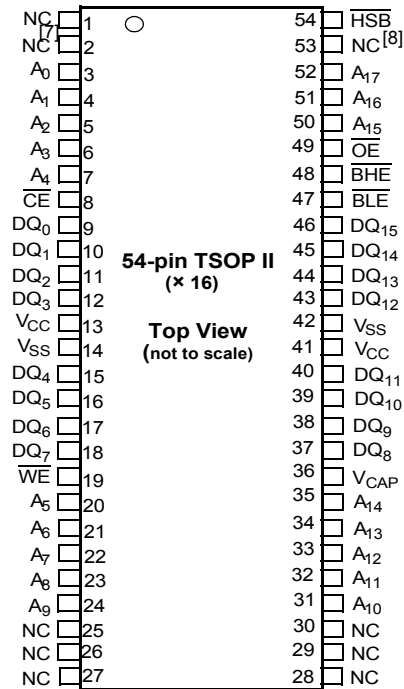 NC 1 54 HSB
[7]
NC 2 53 NC[8]
A0 3 52 A17
A1 4 51 A16
A2 5 50 A15
A3 6 49 OE
A4 7 48 BHE
CE 8 47 BLE
DQ0 9 46 DQ15
DQ1 10 45 DQ14
54-pin TSOP II
DQ2 11 44 DQ13
(× 16)
DQ3 12 43 DQ12
VCC 13 42 VSS
Top View
VSS 14 41 VCC
(not to scale)
DQ4 15 40 DQ11
DQ5 16 39 DQ10
DQ6 17 38 DQ9
DQ7 18 37 DQ8
WE 19 36 VCAP
A5 20 35 A14
A6 21 34 A13
A7 22 33 A12
A8 23 32 A11
A9 24 31 A10
NC 25 30 NC
NC 26 29 NC
NC 27 28 NC